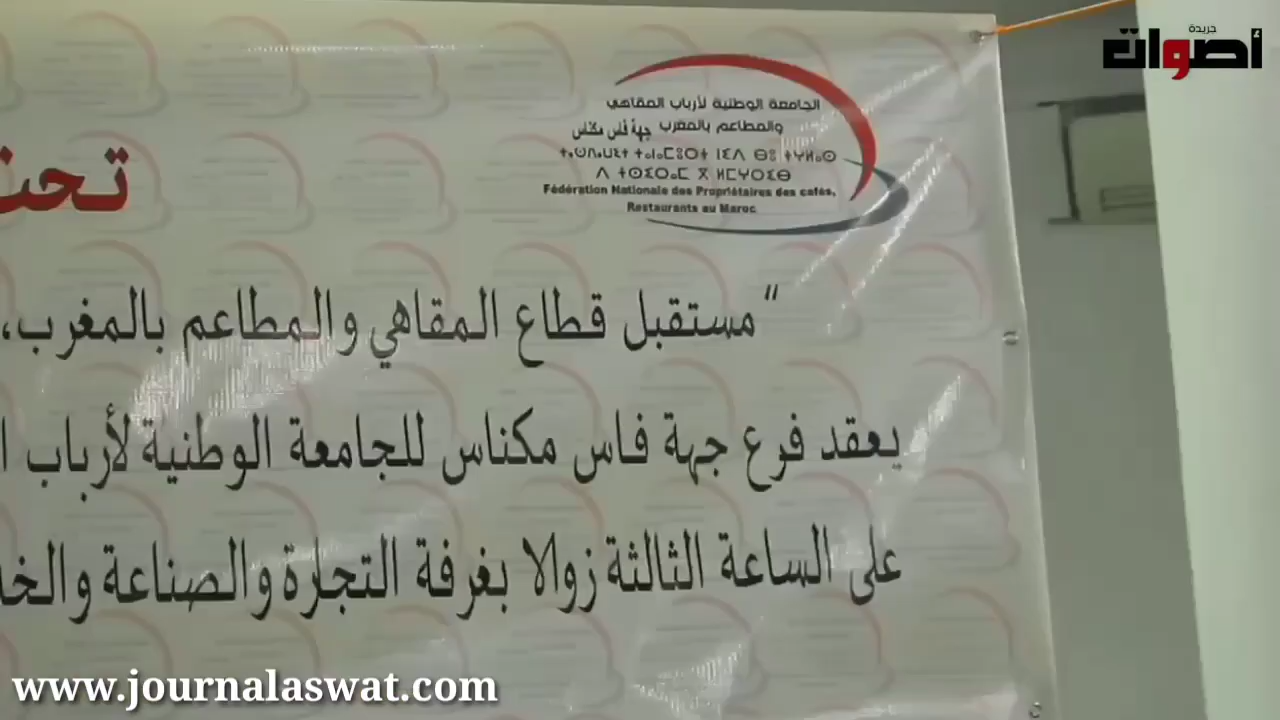 جريدة
أصوات
الجامعة الوطنية لأرباب المقاهي
والمطاعم بالمغرب جهة فاس مكناس
Fédération Nationale des Propriétaires des cafés,
Restaurants au Maroc
تحت
"مستقبل قطاع المقاهي والمطاعم بالمغرب،
يعقد فرع جهة فاس مكناس للجامعة الوطنية لأرباب
على الساعة الثالثة زوالا بغرفة التجارة والصناعة
www.journalaswat.com